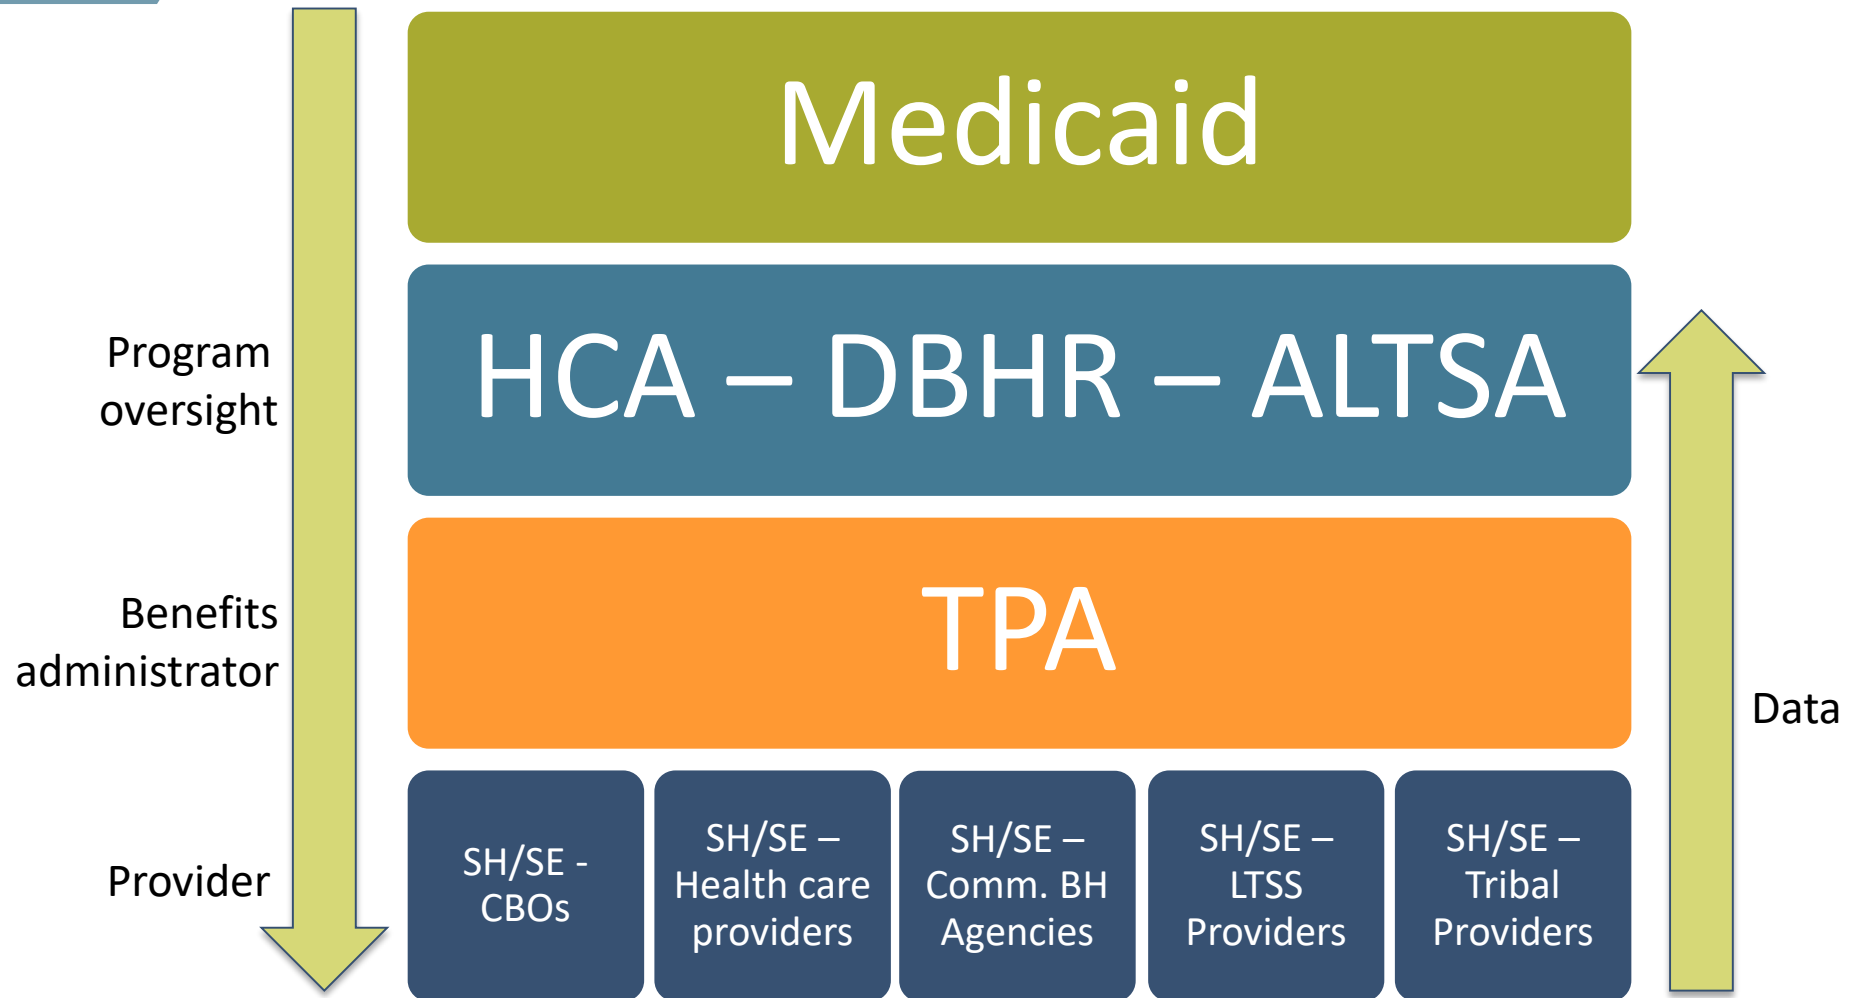 Medicaid
Program
oversight
HCA – DBHR – ALTSA
Benefits
administrator
TPA
Data
Provider
SH/SE -
CBOs
SH/SE –
Health care
providers
SH/SE –
Comm. BH
Agencies
SH/SE –
LTSS
Providers
SH/SE –
Tribal
Providers